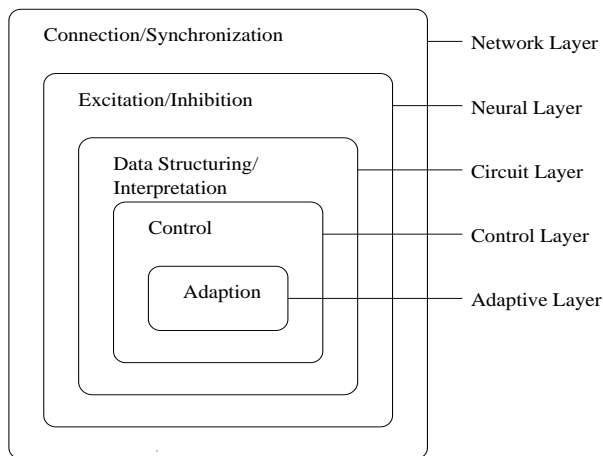 Connection/Synchronization
Network Layer
Excitation/Inhibition
Neural Layer
Data Structuring/
Interpretation
Circuit Layer
Control
Control Layer
Adaption
Adaptive Layer